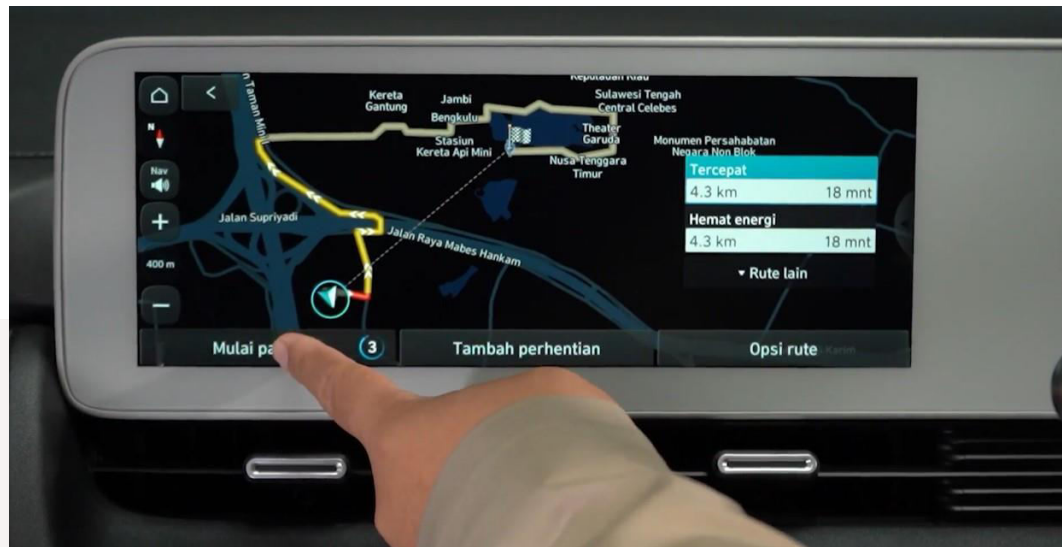 Kepulauan Riau
n Taman Mini
Kereta
Gantung
Jambi
Bengkulu
Sulawesi Tengah
Central Celebes
Stasiun
Kereta Api Mini
Theater
Garuda
Nusa Tenggara
Timur
Monumen Persahabatan
Negara Non Blok
N
Nav
+
400 m
−
Jalan Supriyadi
Jalan Raya Mabes Hankam
Tercepat
4.3 km 18 mnt
Hemat energi
4.3 km 18 mnt
Rute lain
Mulai pa
3
Tambah perhentian
Opsi rute